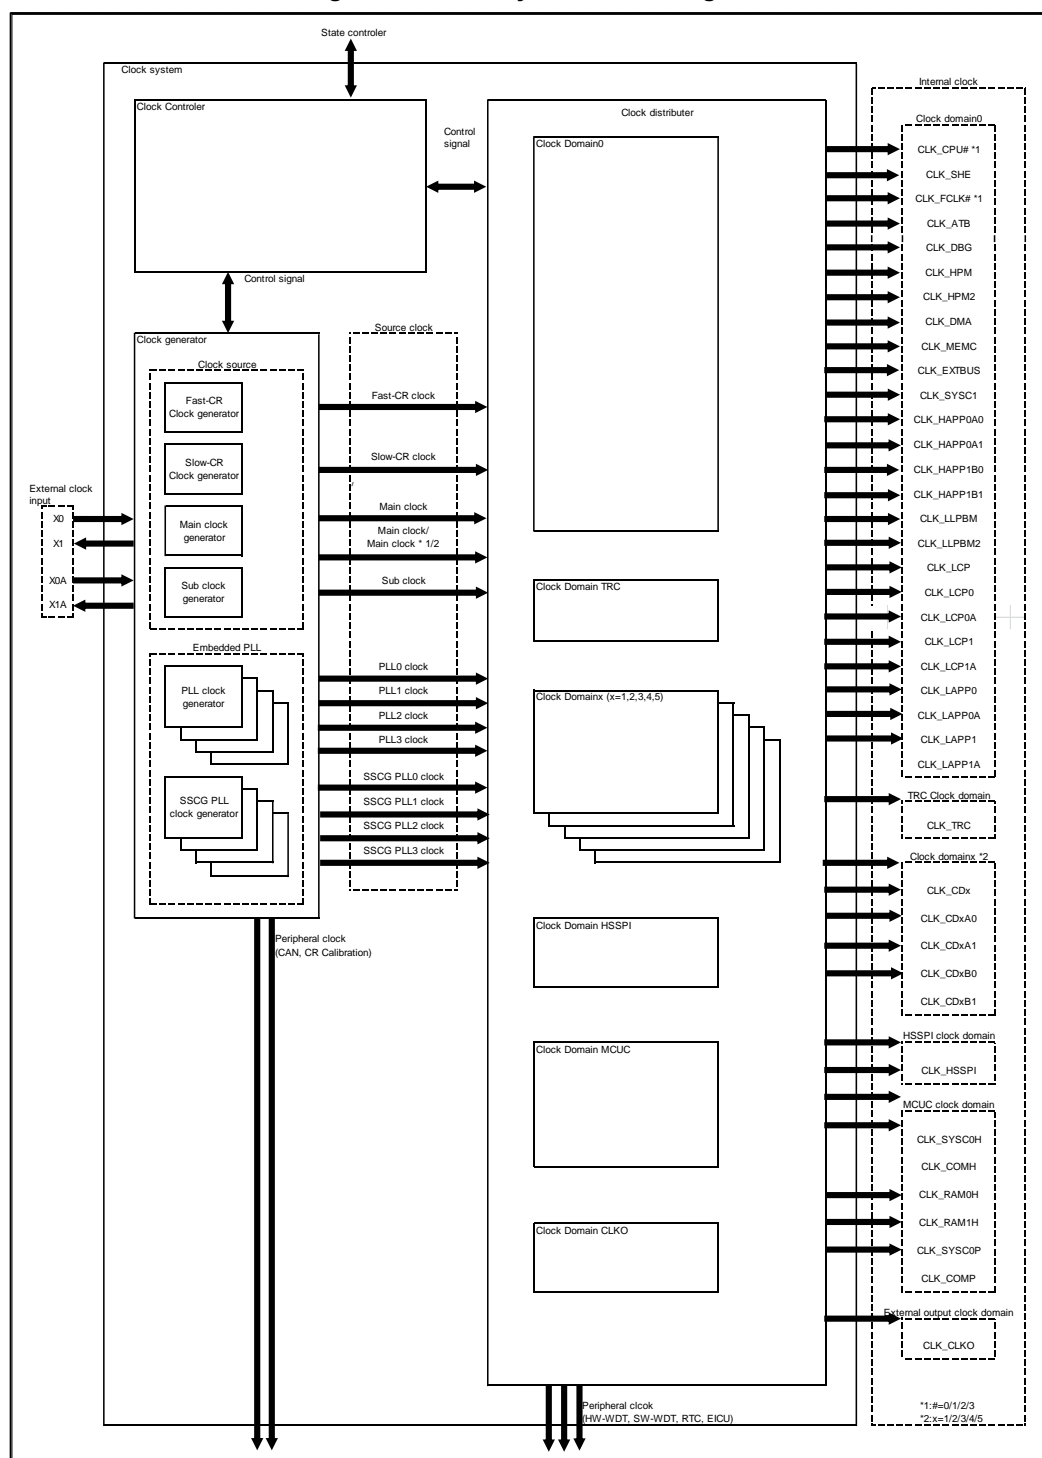 State controler
Clock system
Clock Controler
Control
signal
Control signal
Clock generator
Clock source
Fast-CR
Clock generator
Slow-CR
Clock generator
Main clock
generator
Sub clock
generator
Embedded PLL
PLL clock
generator
SSCG PLL
clock generator
External clock
input
X0
X1
X0A
X1A
Source clock
Fast-CR clock
Slow-CR clock
Main clock
Main clock/
Main clock * 1/2
Sub clock
PLL0 clock
PLL1 clock
PLL2 clock
PLL3 clock
SSCG PLL0 clock
SSCG PLL1 clock
SSCG PLL2 clock
SSCG PLL3 clock
Peripheral clock
(CAN, CR Calibration)
Clock distributer
Clock Domain0
Clock Domain TRC
Clock Domainx (x=1,2,3,4,5)
Clock Domain HSSPI
Clock Domain MCUC
Clock Domain CLKO
Peripheral clcok
(HW-WDT, SW-WDT, RTC, EICU)
Internal clock
Clock domain0
CLK_CPU# *1
CLK_SHE
CLK_FCLK# *1
CLK_ATB
CLK_DBG
CLK_HPM
CLK_HPM2
CLK_DMA
CLK_MEMC
CLK_EXTBUS
CLK_SYSC1
CLK_HAPP0A0
CLK_HAPP0A1
CLK_HAPP1B0
CLK_HAPP1B1
CLK_LLPBM
CLK_LLPBM2
CLK_LCP
CLK_LCP0
CLK_LCP0A
CLK_LCP1
CLK_LCP1A
CLK_LAPP0
CLK_LAPP0A
CLK_LAPP1
CLK_LAPP1A
TRC Clock domain
CLK_TRC
Clock domainx *2
CLK_CDx
CLK_CDxA0
CLK_CDxA1
CLK_CDxB0
CLK_CDxB1
HSSPI clock domain
CLK_HSSPI
MCUC clock domain
CLK_SYSC0H
CLK_COMH
CLK_RAM0H
CLK_RAM1H
CLK_SYSC0P
CLK_COMP
External output clock domain
CLK_CLKO
*1:#=0/1/2/3
*2:x=1/2/3/4/5